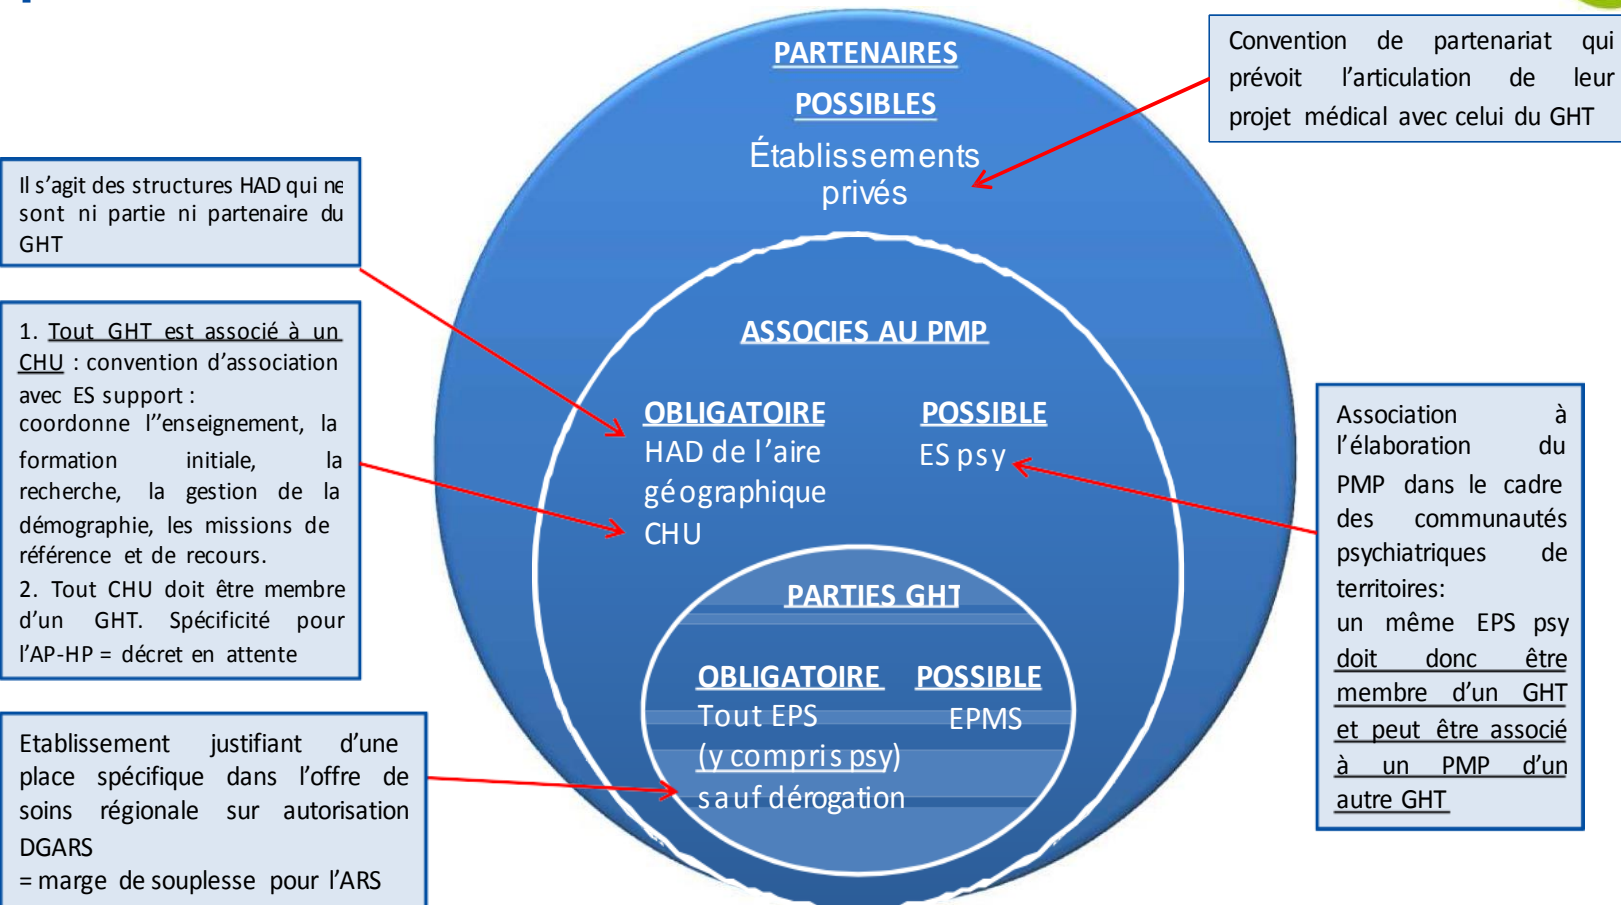 PARTENAIRES
POSSIBLES
Établissements
privés
Convention de partenariat qui
prévoit l'articulation de leur
projet médical avec celui du GHT
Il s'agit des structures HAD qui ne
sont ni partie ni partenaire du
GHT
1. Tout GHT est associé à un
CHU : convention d'association
avec ES support :
coordonne l''enseignement, la
formation initiale, la
recherche, la gestion de la
démographie, les missions de
référence et de recours.
2. Tout CHU doit être membre
d'un GHT. Spécificité pour
l'AP-HP = décret en attente
ASSOCIES AU PMP
OBLIGATOIRE
HAD de l'aire
géographique
CHU
POSSIBLE
ES psy
Association à
l'élaboration du
PMP dans le cadre
des communautés
psychiatriques de
territoires:
un même EPS psy
doit donc être
membre d'un GHT
et peut être associé
à un PMP d'un
autre GHT
PARTIES GHT
OBLIGATOIRE
Tout EPS
(y compris psy)
sauf dérogation
POSSIBLE
EPMS
Etablissement justifiant d'une
place spécifique dans l'offre de
soins régionale sur autorisation
DGARS
= marge de souplesse pour l'ARS